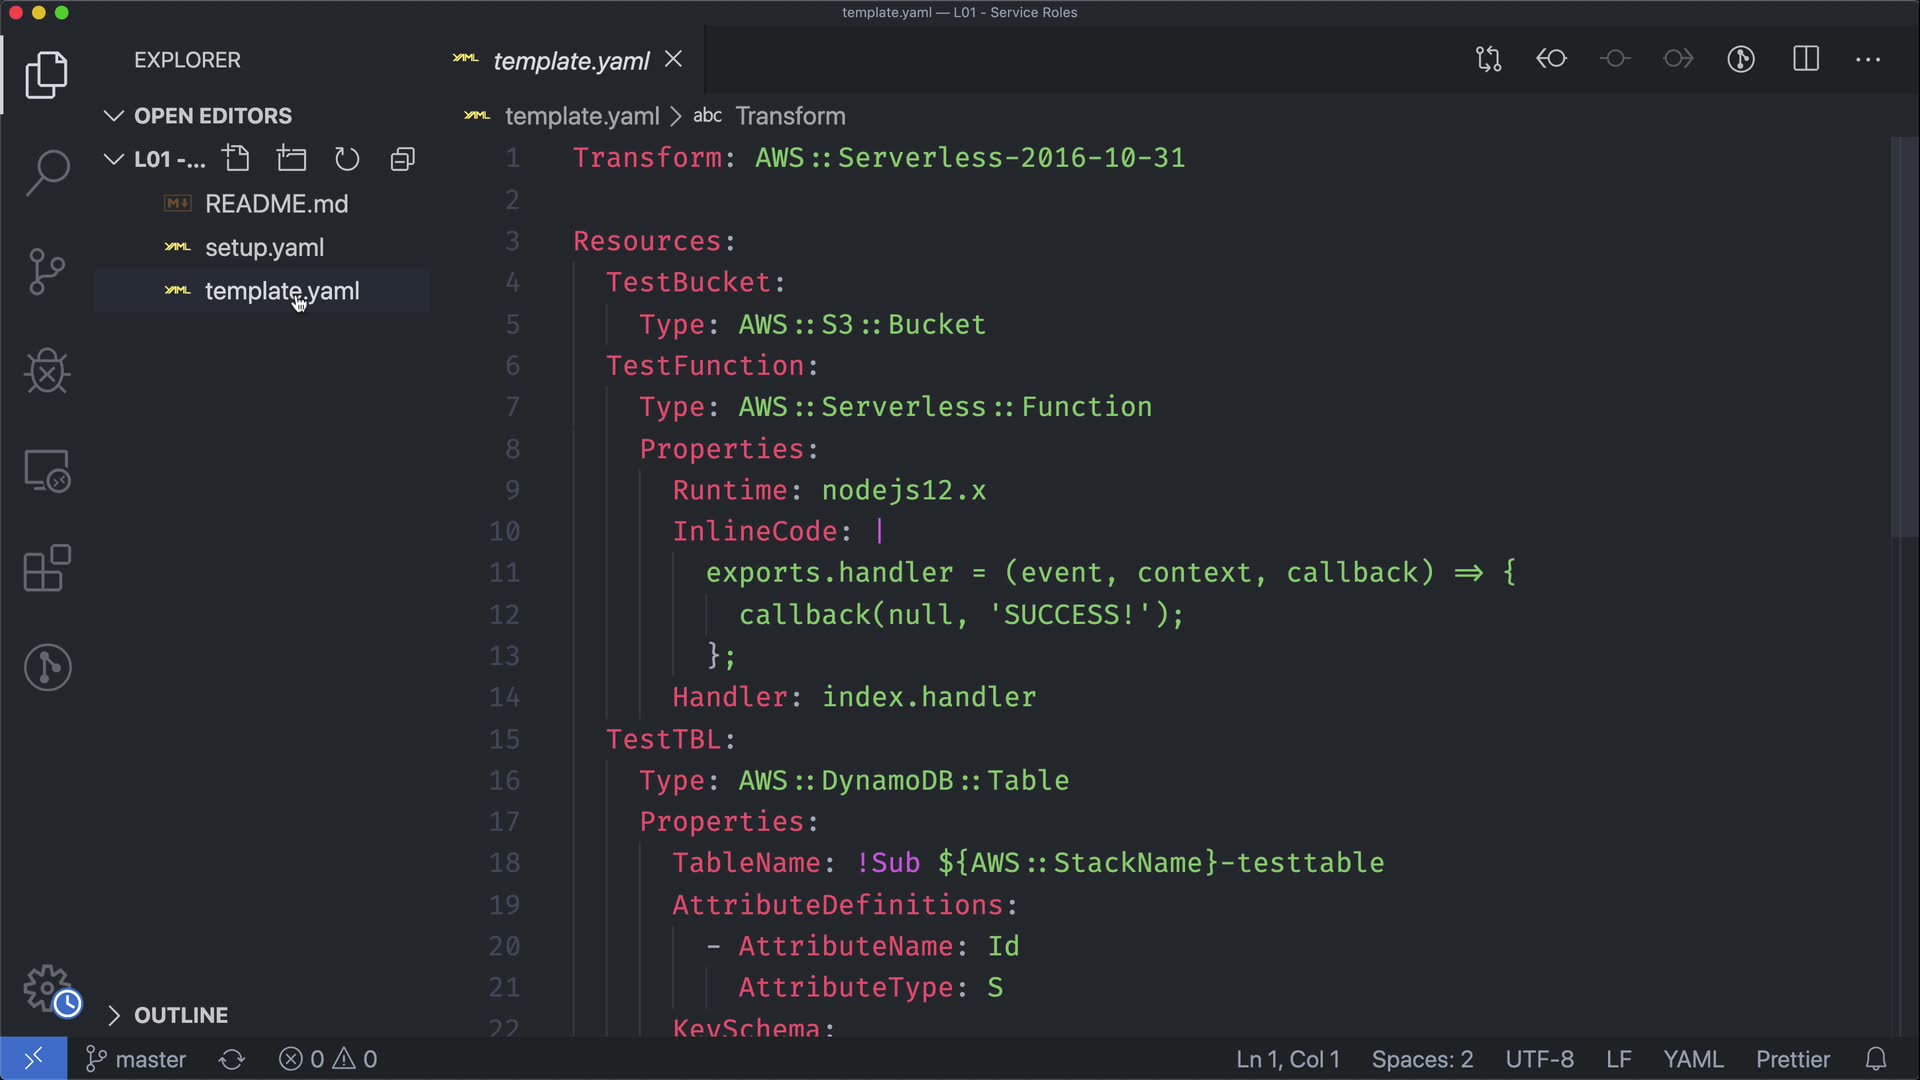 template.yaml — L01 - Service Roles
EXPLORER
OPEN EDITORS
L01 -...
README.md
setup.yaml
template.yaml
OUTLINE
template.yaml
template.yaml > abc Transform
1 Transform: AWS::Serverless-2016-10-31
2
3 Resources:
4 TestBucket:
5 Type: AWS::S3::Bucket
6 TestFunction:
7 Type: AWS::Serverless::Function
8 Properties:
9 Runtime: nodejs12.x
10 InlineCode: |
11 exports.handler = (event, context, callback) => {
12 callback(null, 'SUCCESS!');
13 };
14 Handler: index.handler
15 TestTBL:
16 Type: AWS::DynamoDB::Table
17 Properties:
18 TableName: !Sub ${AWS::StackName}-testtable
19 AttributeDefinitions:
20 - AttributeName: Id
21 AttributeType: S
22 KeySchema:
master 0 0 Ln 1, Col 1 Spaces: 2 UTF-8 LF YAML Prettier